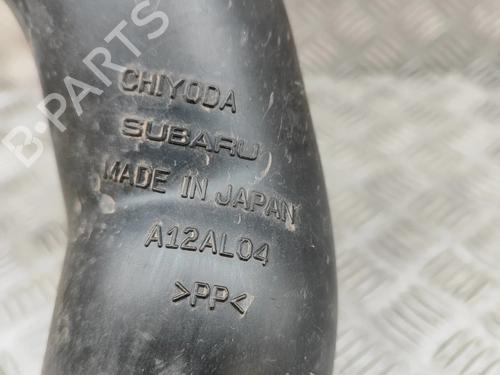 B-PARTS
CHIYODA
SUBARU
MADE IN JAPAN
A12AL04
>PP<